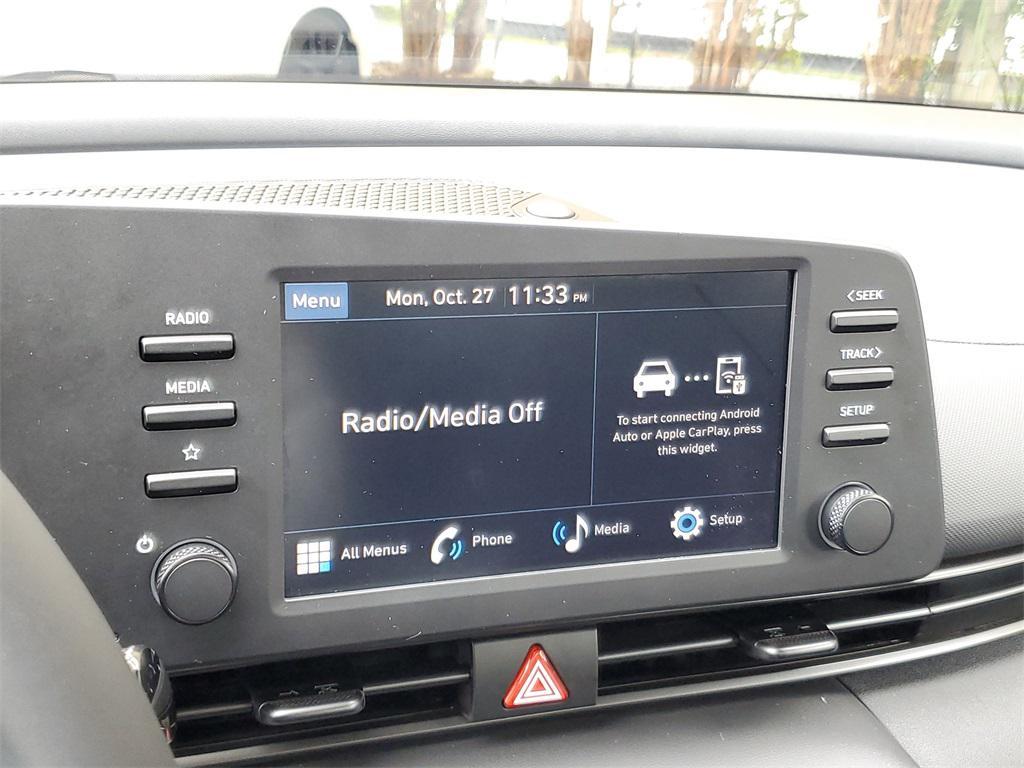 RADIO
MEDIA
Menu
Mon, Oct. 27 11:33 PM
Radio/Media Off
To start connecting Android
Auto or Apple CarPlay, press
this widget.
All Menus
Phone
Media
Setup
<SEEK
TRACK>
SETUP